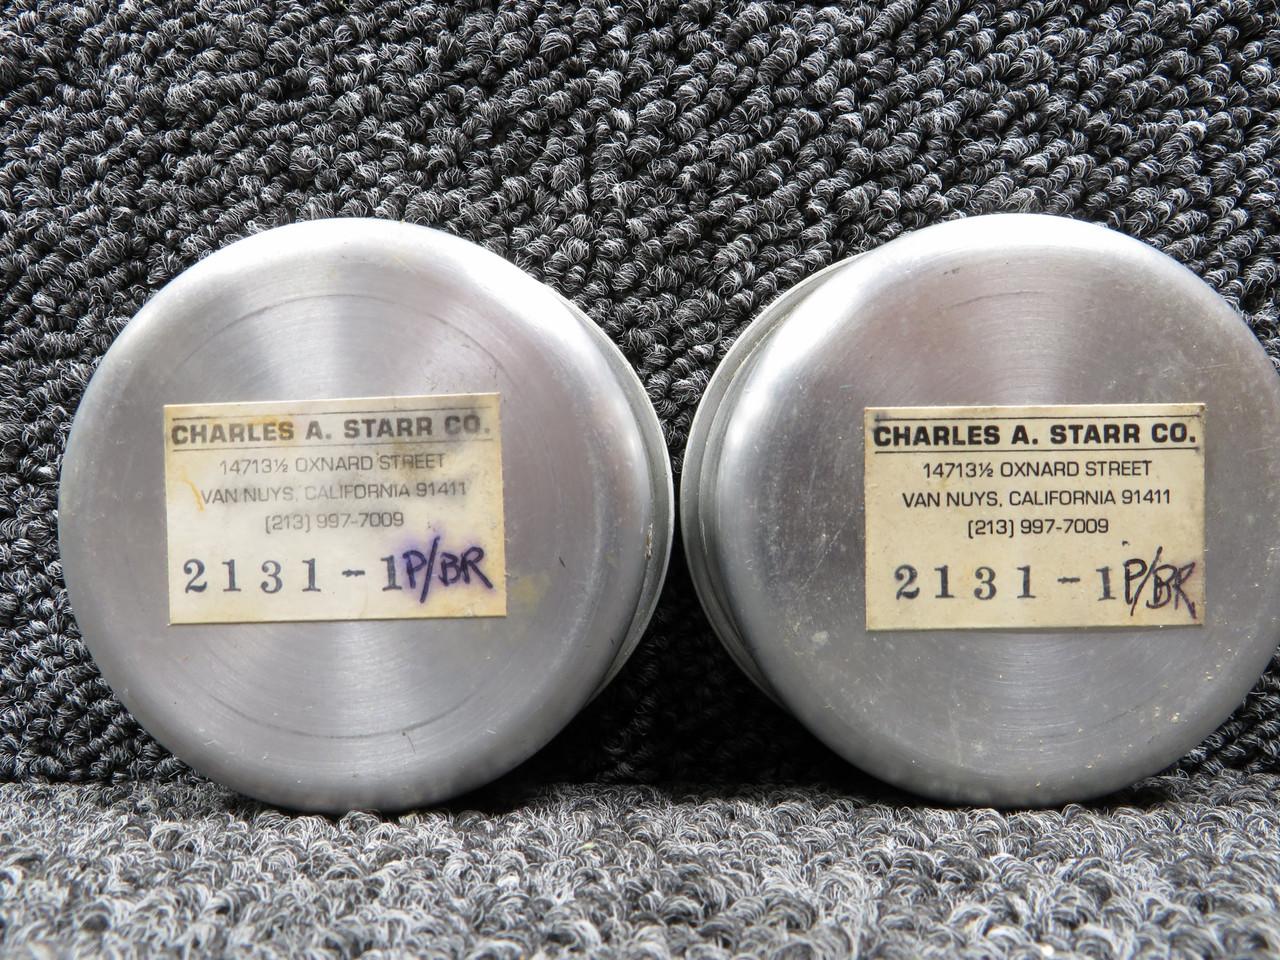 CHARLES A. STARR CO.
14713½ OXNARD STREET
VAN NUYS, CALIFORNIA 91411
(213) 997-7009
2131-1P/BR
CHARLES A. STARR CO.
14713½ OXNARD STREET
VAN NUYS, CALIFORNIA 91411
(213) 997-7009
2131-1P/BR